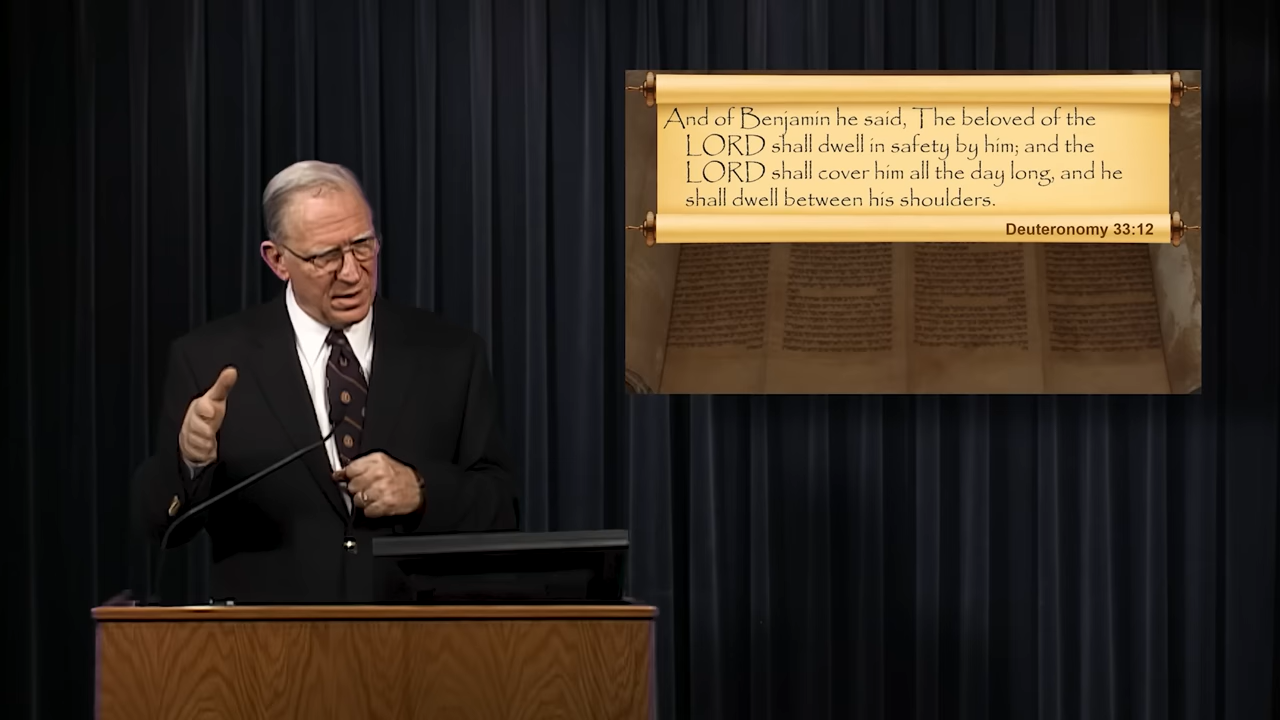 And of Benjamin he said, The beloved of the
LORD shall dwell in safety by him; and the
LORD shall cover him all the day long, and he
shall dwell between his shoulders.
Deuteronomy 33:12